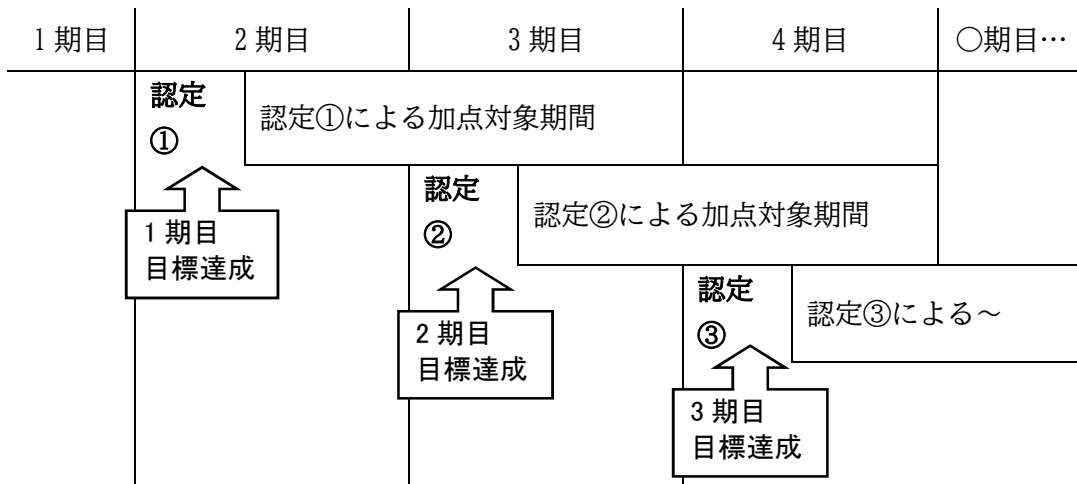 1期目
2期目
3期目
4期目
○期目…
認定
①
認定①による加点対象期間
1期目
目標達成
認定
②
認定②による加点対象期間
2期目
目標達成
認定
③
認定③による～
3期目
目標達成